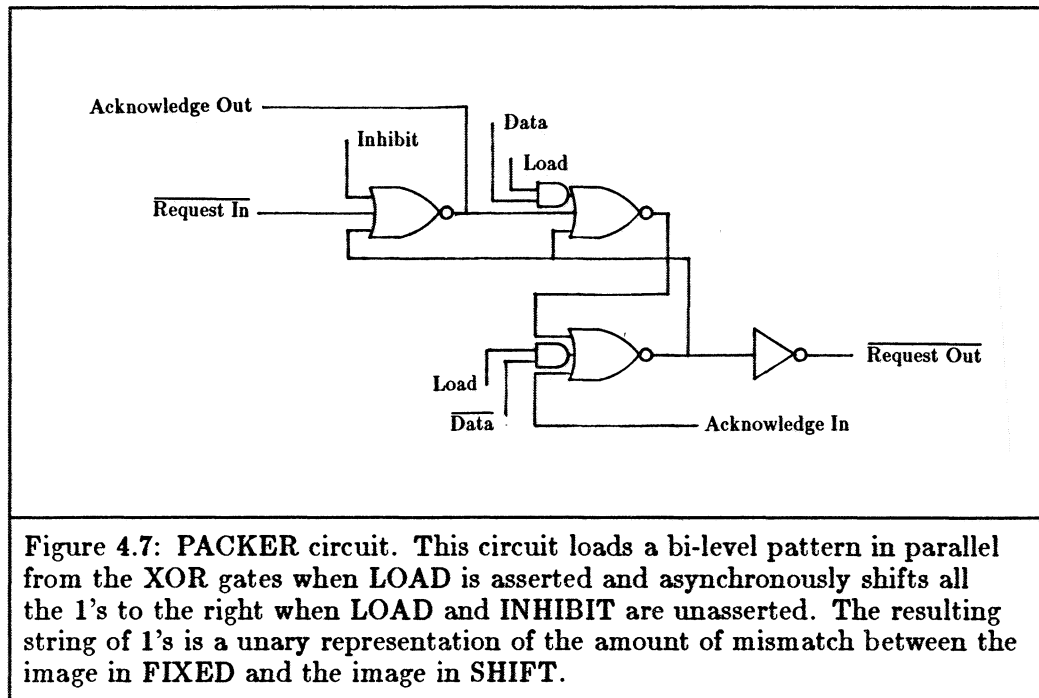 Acknowledge Out
Data
Inhibit
Load
Request In
Load
Request Out
Data
Acknowledge In
Figure 4.7: PACKER circuit. This circuit loads a bi-level pattern in parallel
from the XOR gates when LOAD is asserted and asynchronously shifts all
the 1's to the right when LOAD and INHIBIT are unasserted. The resulting
string of 1's is a unary representation of the amount of mismatch between the
image in FIXED and the image in SHIFT.